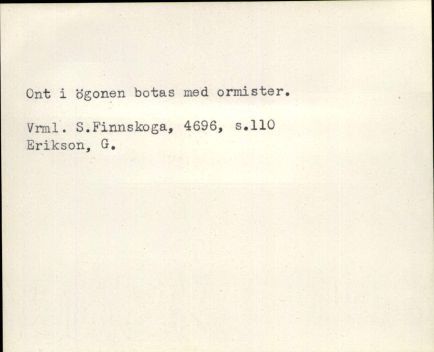 Ont i ögonen botas med ormister.
Vrml. S.Finnskoga, 4696, s.110
Erikson, G.